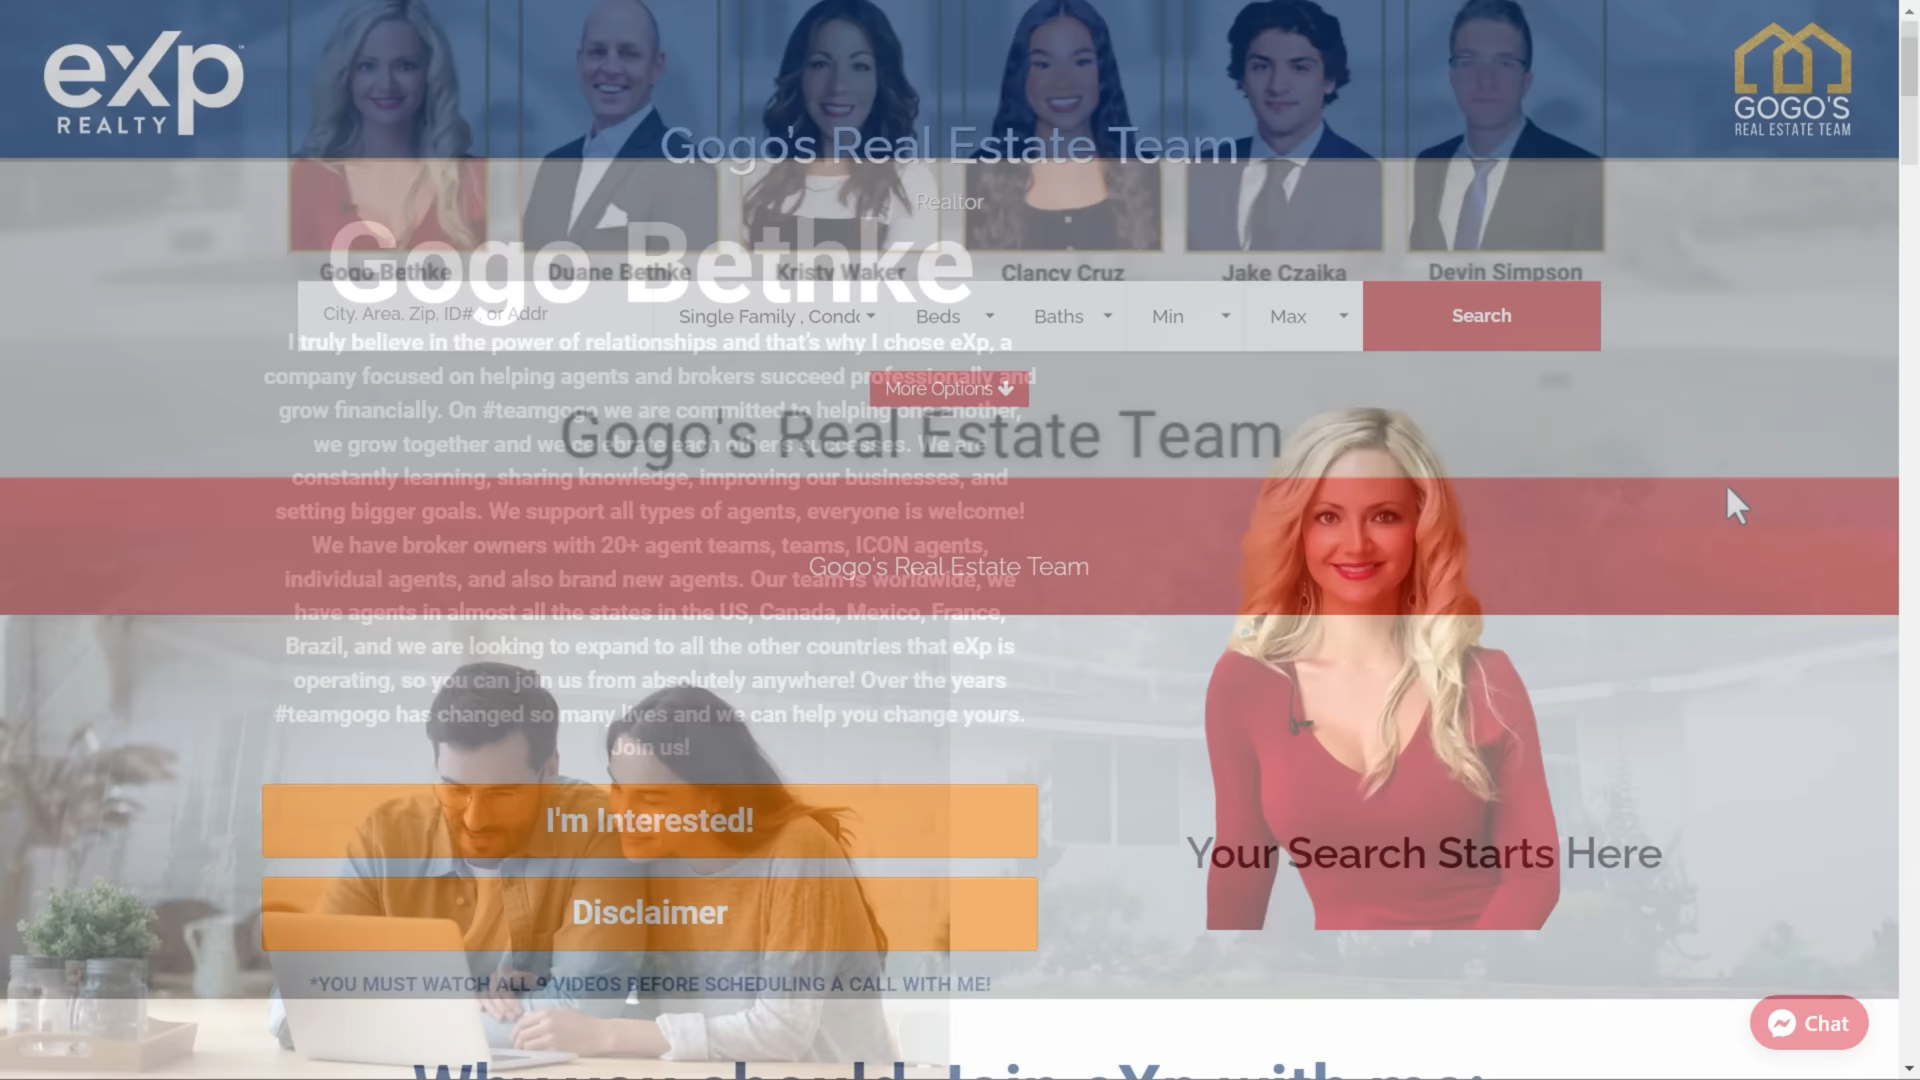 eXp
REALTY
GOGO'S
REAL ESTATE TEAM
Gogo's Real Estate Team
Realtor
Gogo Bethke
Duane Bethke
Kristy Waker
Clancy Cruz
Jake Czaika
Devin Simpson
Gogo Bethke
City, Area, Zip, ID# , or Addr
Single Family , Cond
Beds
Baths
Min
Max
Search
More Options
I truly believe in the power of relationships and that's why I chose eXp, a
company focused on helping agents and brokers succeed professionally and
grow financially. On #teamgogo we are committed to helping one another,
we grow together and we celebrate each other's successes. We are
constantly learning, sharing knowledge, improving our businesses, and
setting bigger goals. We support all types of agents, everyone is welcome!
We have broker owners with 20+ agent teams, teams, ICON agents,
individual agents, and also brand new agents. Our team is worldwide, we
have agents in almost all the states in the US, Canada, Mexico, France,
Brazil, and we are looking to expand to all the other countries that eXp is
operating, so you can join us from absolutely anywhere! Over the years
#teamgogo has changed so many lives and we can help you change yours.
Join us!
Gogo's Real Estate Team
Gogo's Real Estate Team
I'm Interested!
Your Search Starts Here
Disclaimer
*YOU MUST WATCH ALL 9 VIDEOS BEFORE SCHEDULING A CALL WITH ME!
Chat
Why you should Join eXp with me: